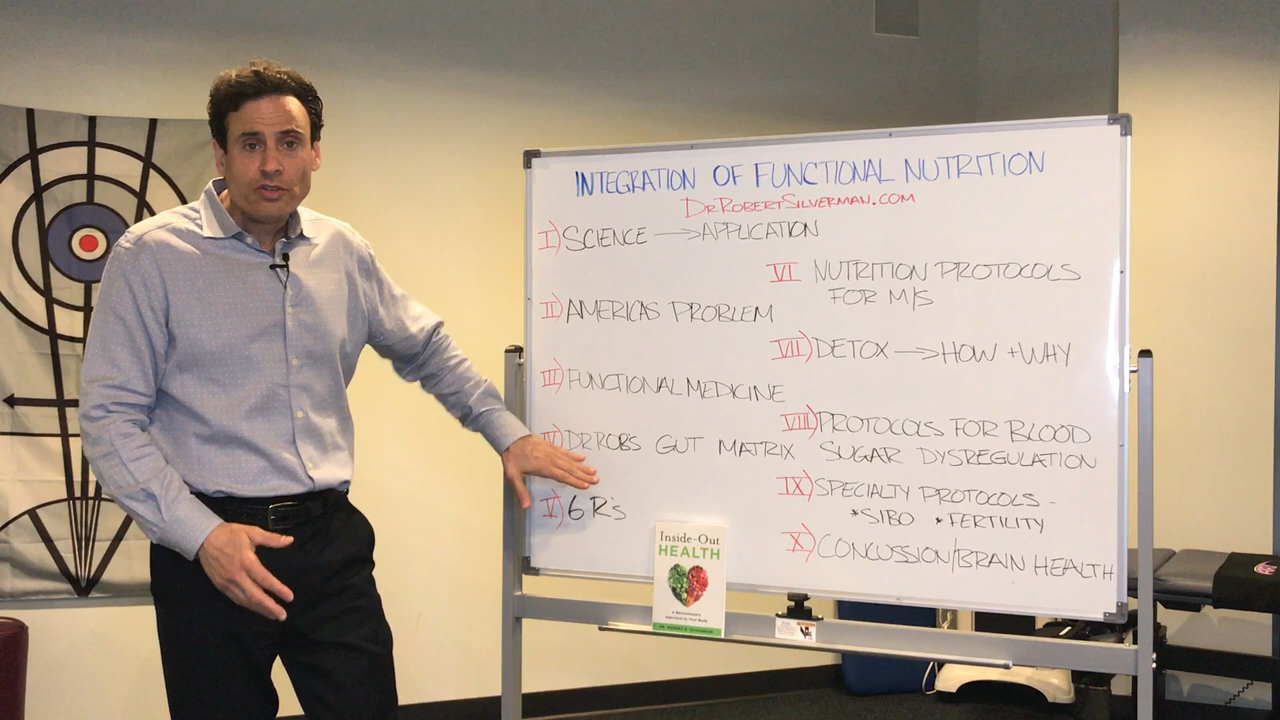 INTEGRATION OF FUNCTIONAL NUTRITION
DRROBERTSILVERMAN.COM
I) SCIENCE → APPLICATION
II) AMERICAS PROBLEM
III) FUNCTIONAL MEDICINE
IV) DR ROBS GUT MATRIX
V) 6 R's
VI NUTRITION PROTOCOLS
FOR M/S
VII) DETOX → HOW + WHY
VIII) PROTOCOLS FOR BLOOD
SUGAR DYSREGULATION
IX) SPECIALTY PROTOCOLS -
*SIBO *FERTILITY
X) CONCUSSION/BRAIN HEALTH
Inside-Out
HEALTH